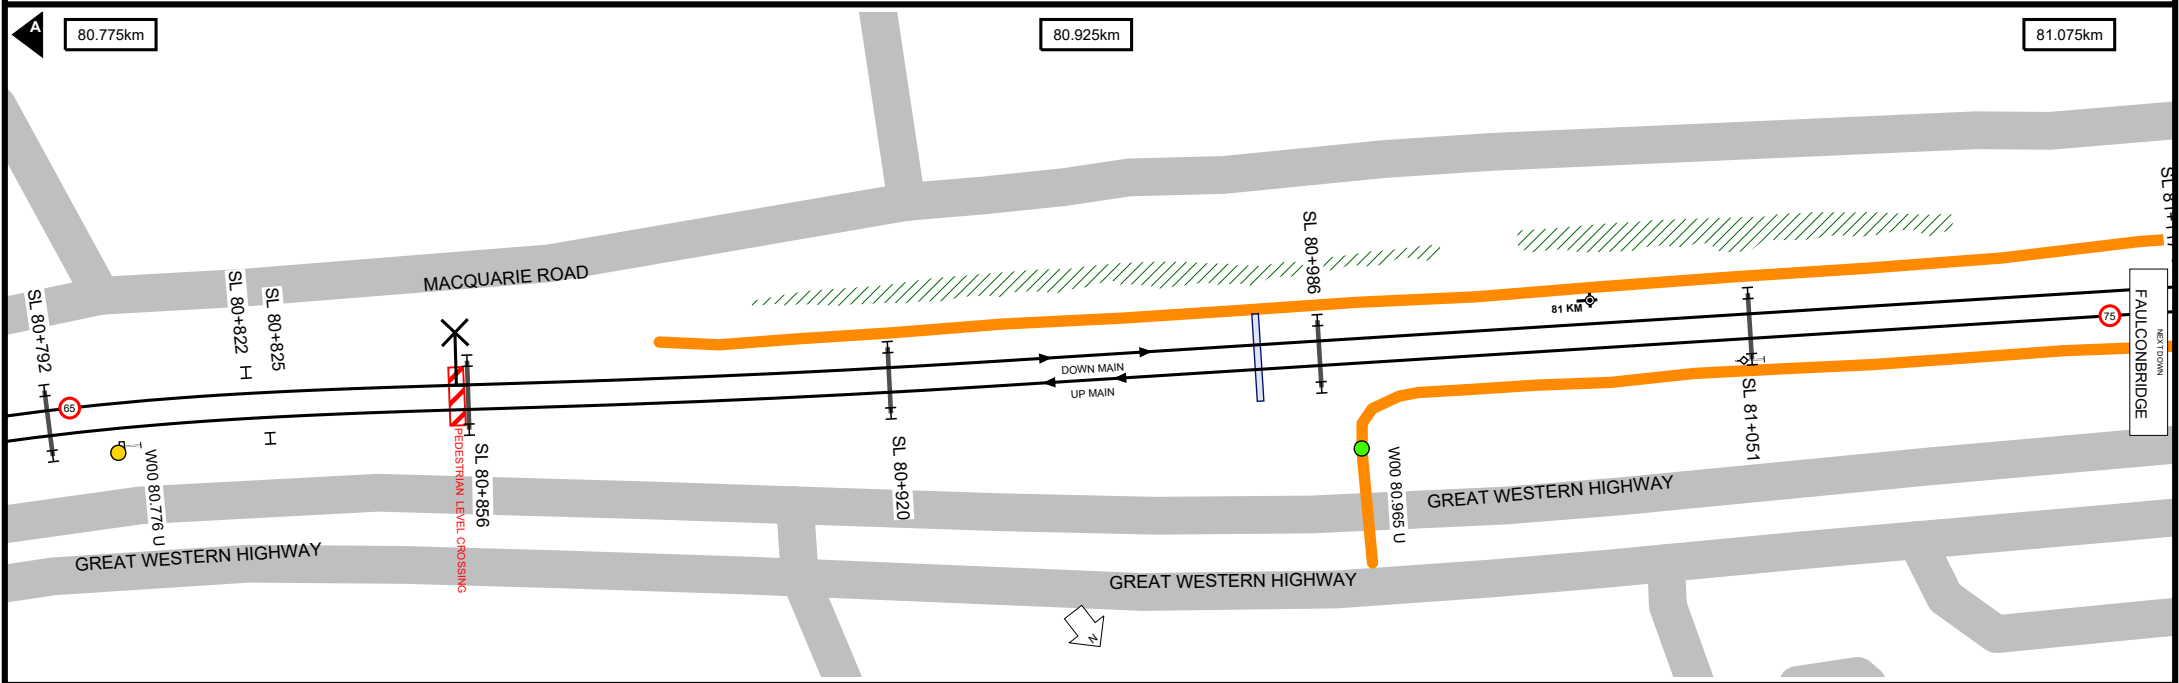 A
80.775km
80.925km
81.075km
SL 80+792
SL 80+822
SL 80+825
MACQUARIE ROAD
SL 80+986
81 KM
DOWN MAIN
UP MAIN
65
75
FAULCONBRIDGE
NEXT DOWN
W00 80.776 U
PEDESTRIAN LEVEL CROSSING
SL 80+856
SL 80+920
W00 80.965 U
SL 81+051
GREAT WESTERN HIGHWAY
GREAT WESTERN HIGHWAY
GREAT WESTERN HIGHWAY
N